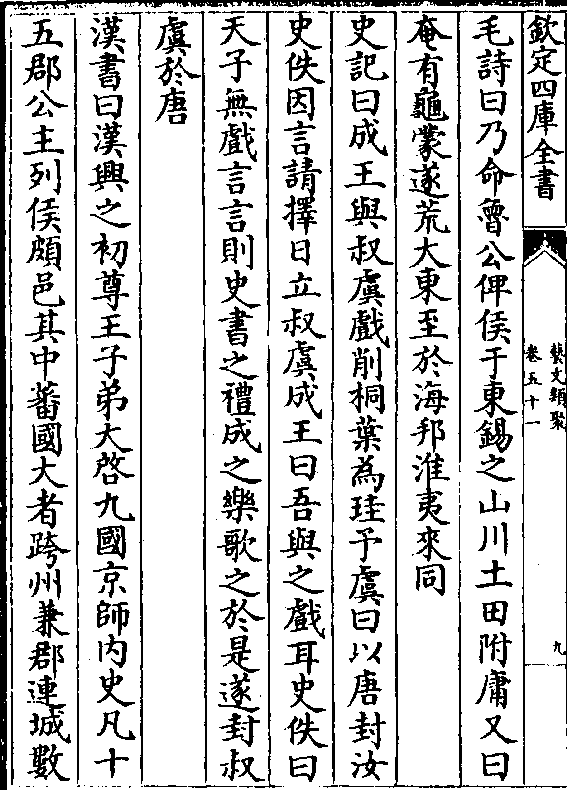 欽定四庫全書
藝文類聚
卷五十一
九
毛詩曰乃命魯公俾侯于東錫之山川土田附庸又曰
奄有龜蒙遂荒大東至於海邦淮夷來同
史記曰成王與叔虞戲削桐葉為珪予虞曰以唐封汝
史佚因言請擇日立叔虞成王曰吾與之戲耳史佚曰
天子無戲言言則史書之禮成之樂歌之於是遂封叔
虞於唐
漢書曰漢興之初尊王子弟大啓九國京師内史凡十
五郡公主列侯頗邑其中蕃國大者跨州兼郡連城數